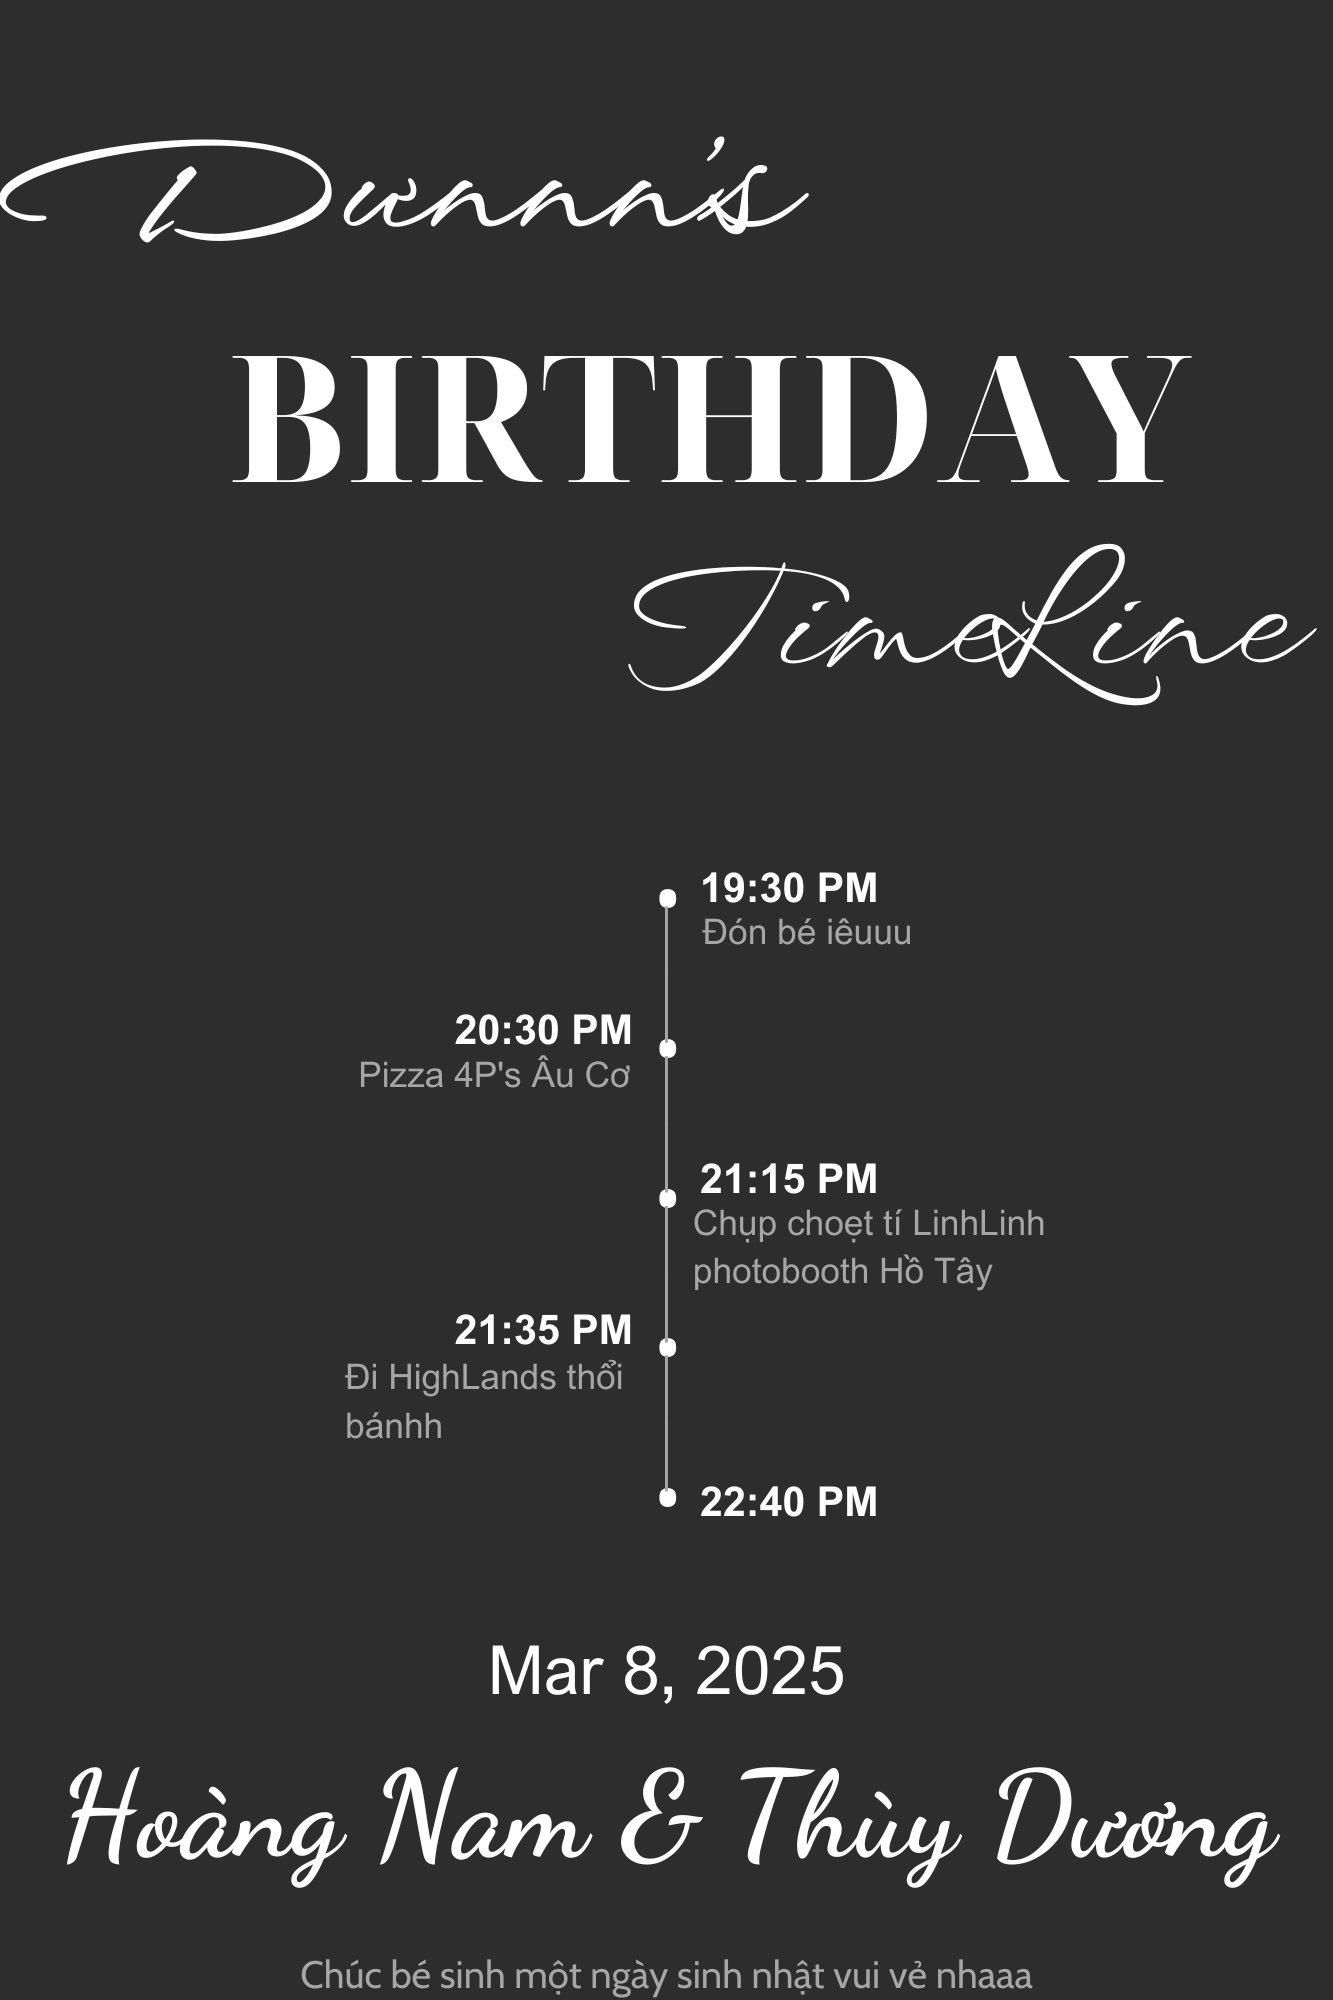 Dưnnn's
BIRTHDAY
TimeLine
19:30 PM
Đón bé iêuuu
20:30 PM
Pizza 4P's Âu Cơ
21:15 PM
Chụp choẹt tí LinhLinh
photobooth Hồ Tây
21:35 PM
Đi HighLands thổi
bánhh
22:40 PM
Mar 8, 2025
Hoàng Nam & Thùy Dương
Chúc bé sinh một ngày sinh nhật vui vẻ nhaaa